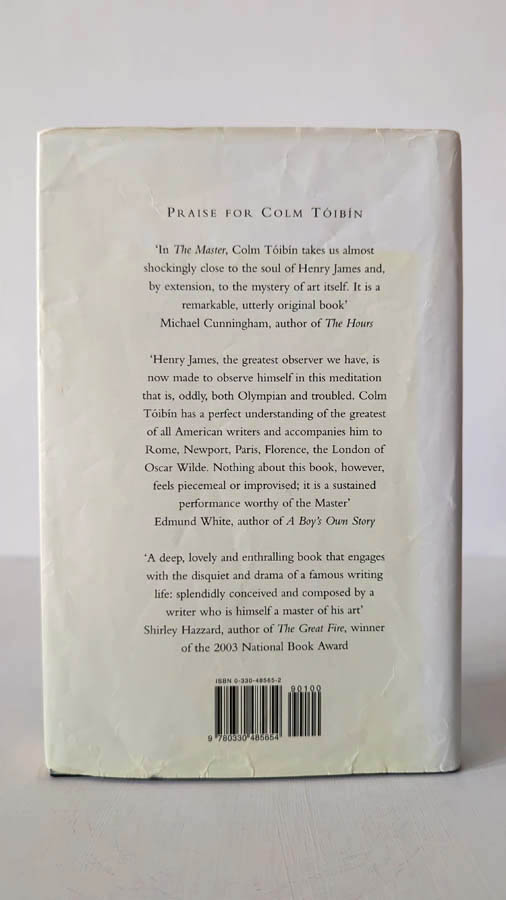 PRAISE FOR COLM TÓIBÍN
‘In The Master, Colm Tóibín takes us almost
shockingly close to the soul of Henry James and,
by extension, to the mystery of art itself. It is a
remarkable, utterly original book’
Michael Cunningham, author of The Hours
‘Henry James, the greatest observer we have, is
now made to observe himself in this meditation
that is, oddly, both Olympian and troubled. Colm
Tóibín has a perfect understanding of the greatest
of all American writers and accompanies him to
Rome, Newport, Paris, Florence, the London of
Oscar Wilde. Nothing about this book, however,
feels piecemeal or improvised; it is a sustained
performance worthy of the Master’
Edmund White, author of A Boy's Own Story
‘A deep, lovely and enthralling book that engages
with the disquiet and drama of a famous writing
life: splendidly conceived and composed by a
writer who is himself a master of his art’
Shirley Hazzard, author of The Great Fire, winner
of the 2003 National Book Award
ISBN 0-330-48565-2
90100
9 780330 485654